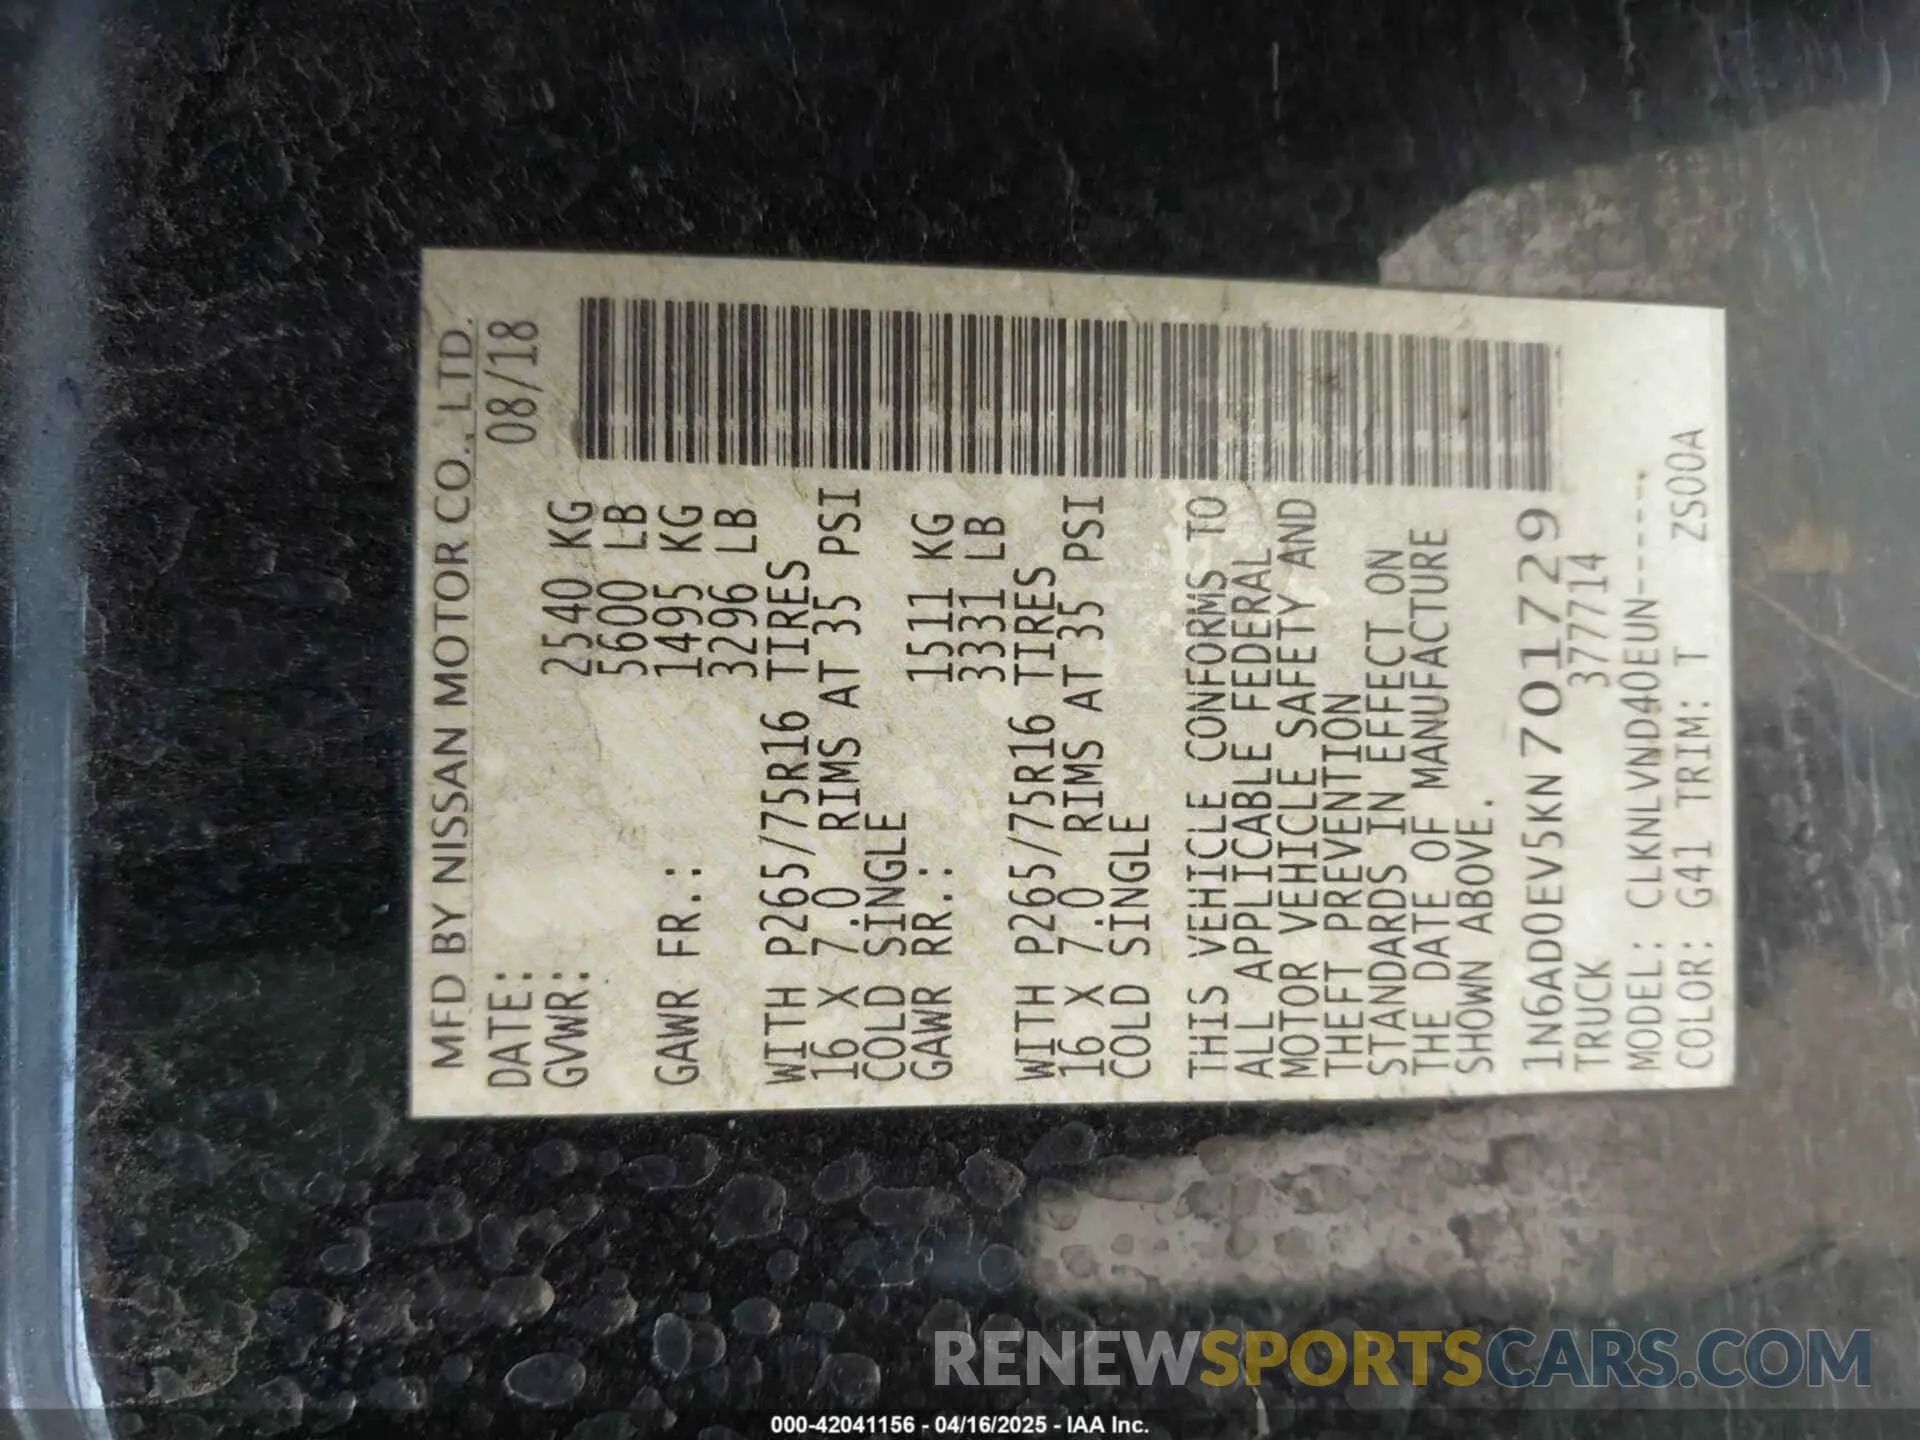 MFD BY NISSAN MOTOR CO., LTD.
DATE: 08/18
GVWR: 2540 KG
5600 LB
GAWR FR.: 1495 KG
3296 LB
WITH P265/75R16 TIRES
16 X 7.0 RIMS AT 35 PSI
COLD SINGLE
GAWR RR.: 1511 KG
3331 LB
WITH P265/75R16 TIRES
16 X 7.0 RIMS AT 35 PSI
COLD SINGLE
THIS VEHICLE CONFORMS TO
ALL APPLICABLE FEDERAL
MOTOR VEHICLE SAFETY AND
THEFT PREVENTION
STANDARDS IN EFFECT ON
THE DATE OF MANUFACTURE
SHOWN ABOVE.
1N6AD0EV5KN701729
TRUCK 377714
MODEL: CLKNLVND40EUN------.
COLOR: G41 TRIM: T ZS00A
RENEWSPORTSCARS.COM
000-42041156 - 04/16/2025 - IAA Inc.